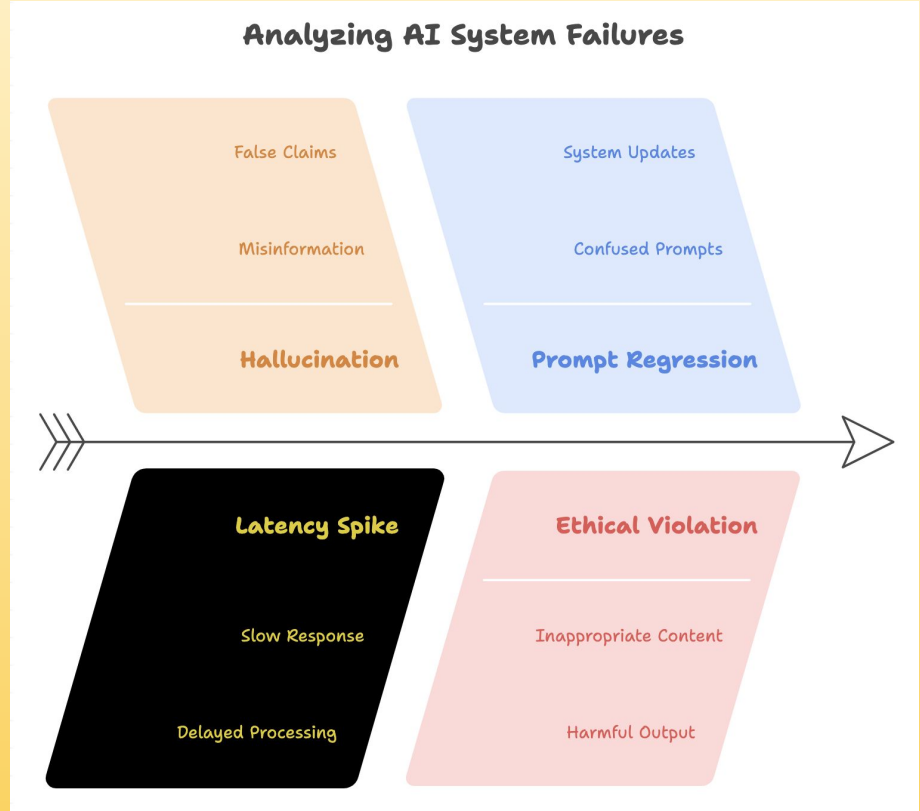 Analyzing AI System Failures
False Claims
Misinformation
Hallucination
System Updates
Confused Prompts
Prompt Regression
Latency Spike
Slow Response
Delayed Processing
Ethical Violation
Inappropriate Content
Harmful Output